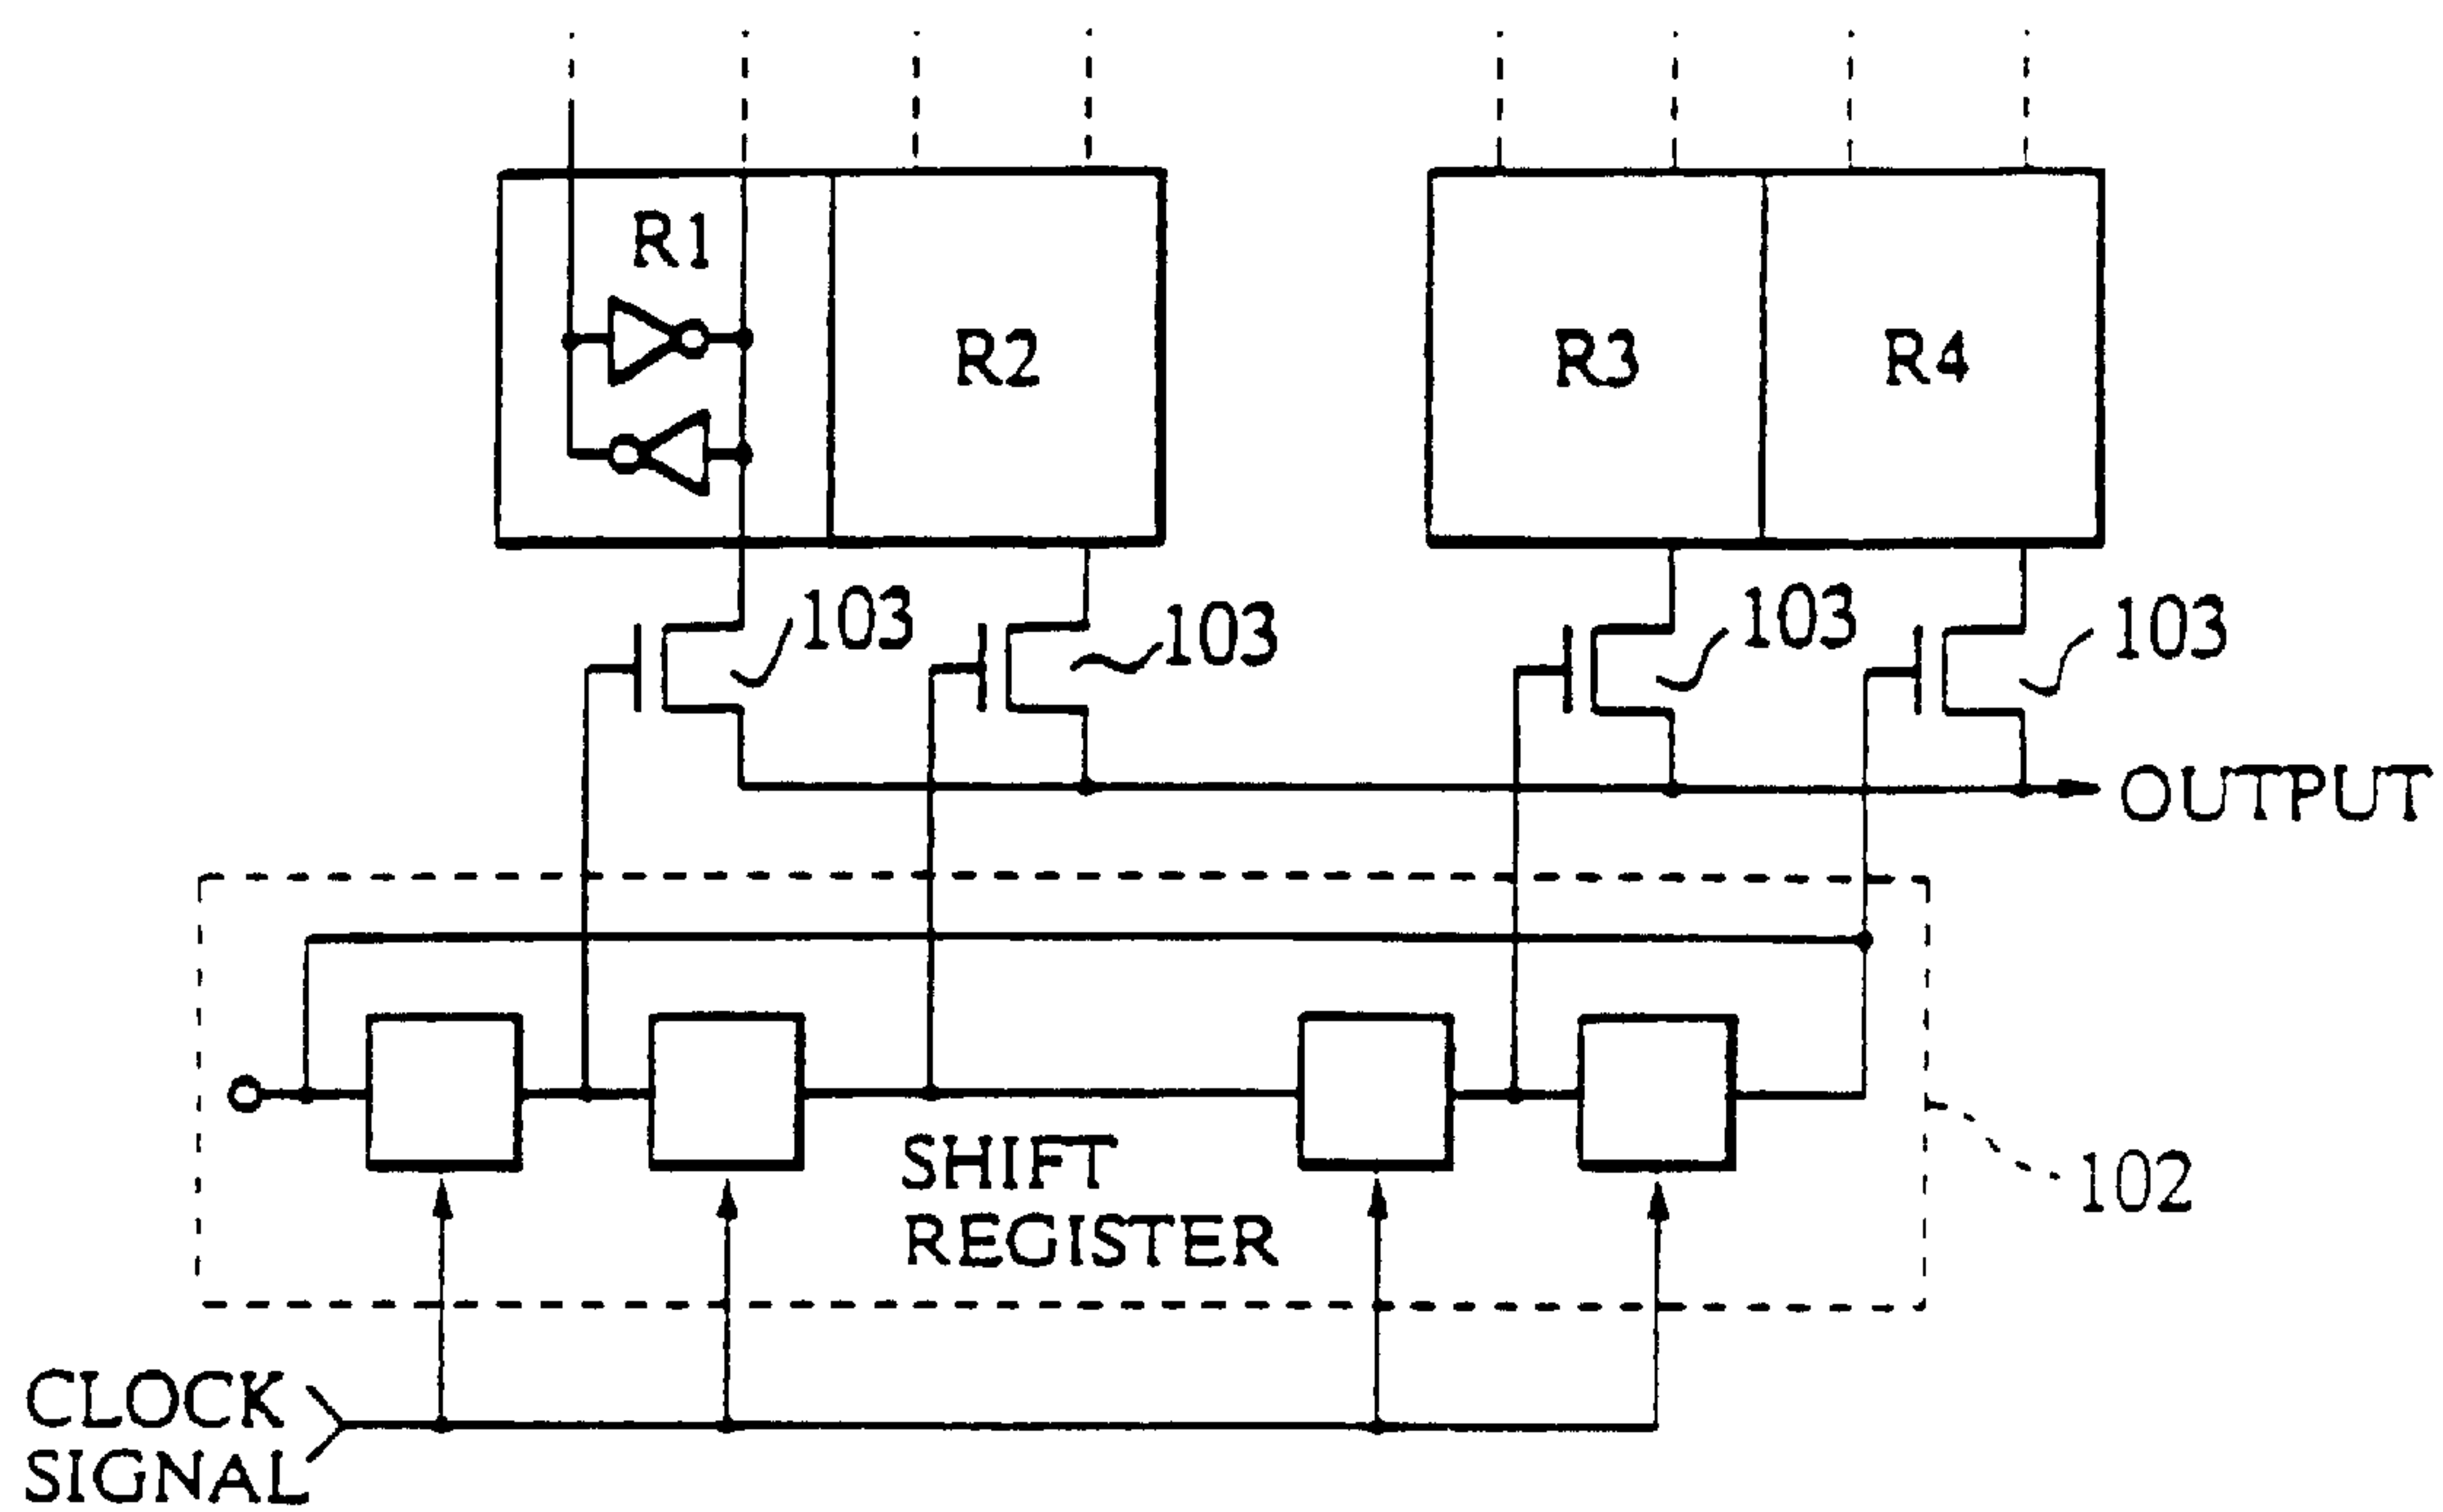 R1
R2
R3
R4
103
103
103
103
OUTPUT
SHIFT
REGISTER
102
CLOCK
SIGNAL